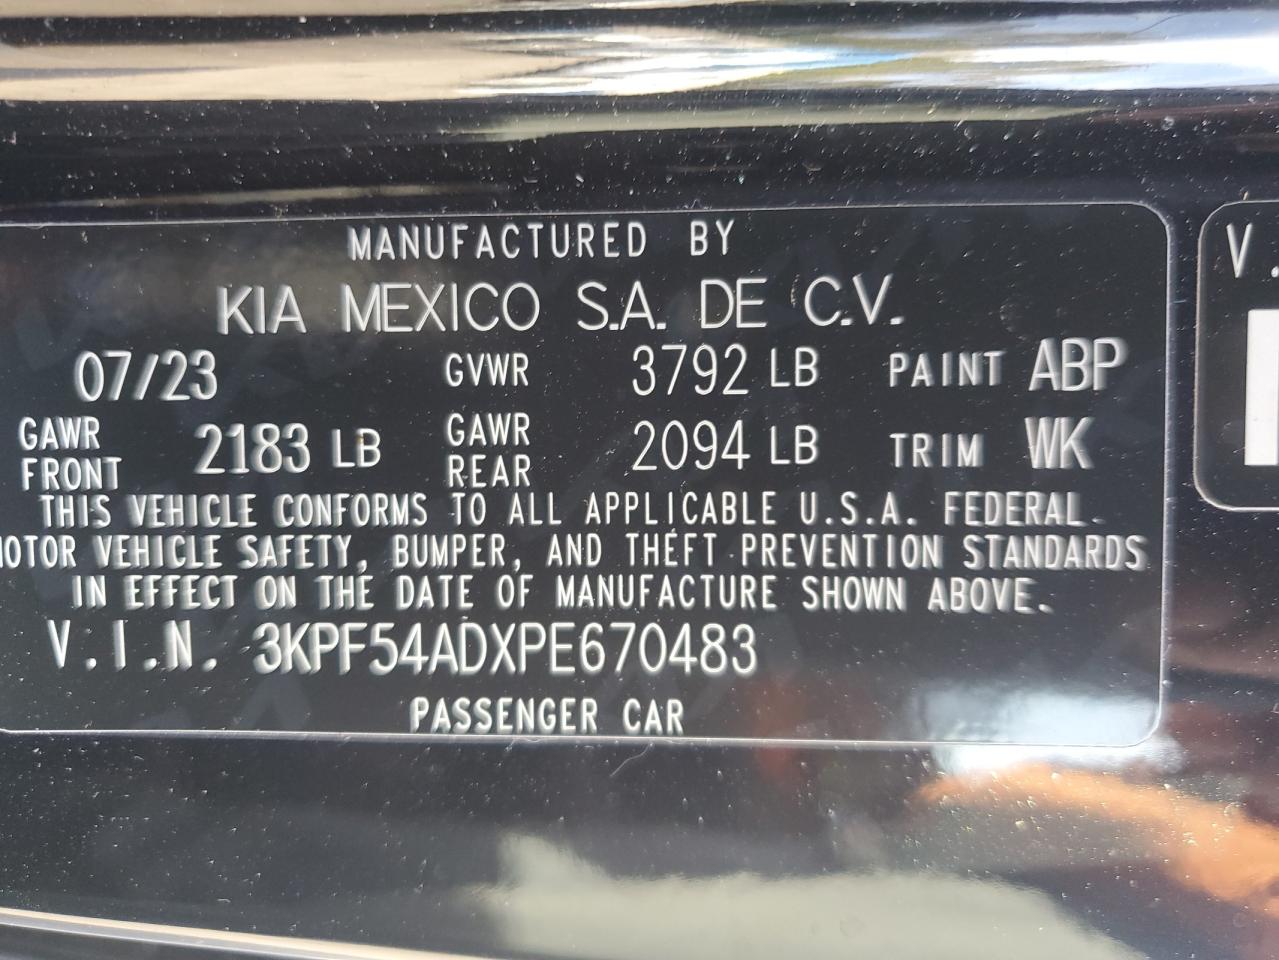 MANUFACTURED BY
KIA MEXICO S.A. DE C.V.
07/23 GVWR 3792 LB PAINT ABP
GAWR FRONT 2183 LB GAWR REAR 2094 LB TRIM WK
THIS VEHICLE CONFORMS TO ALL APPLICABLE U.S.A. FEDERAL
MOTOR VEHICLE SAFETY, BUMPER, AND THEFT PREVENTION STANDARDS
IN EFFECT ON THE DATE OF MANUFACTURE SHOWN ABOVE.
V.I.N. 3KPF54ADXPE670483
PASSENGER CAR
V.